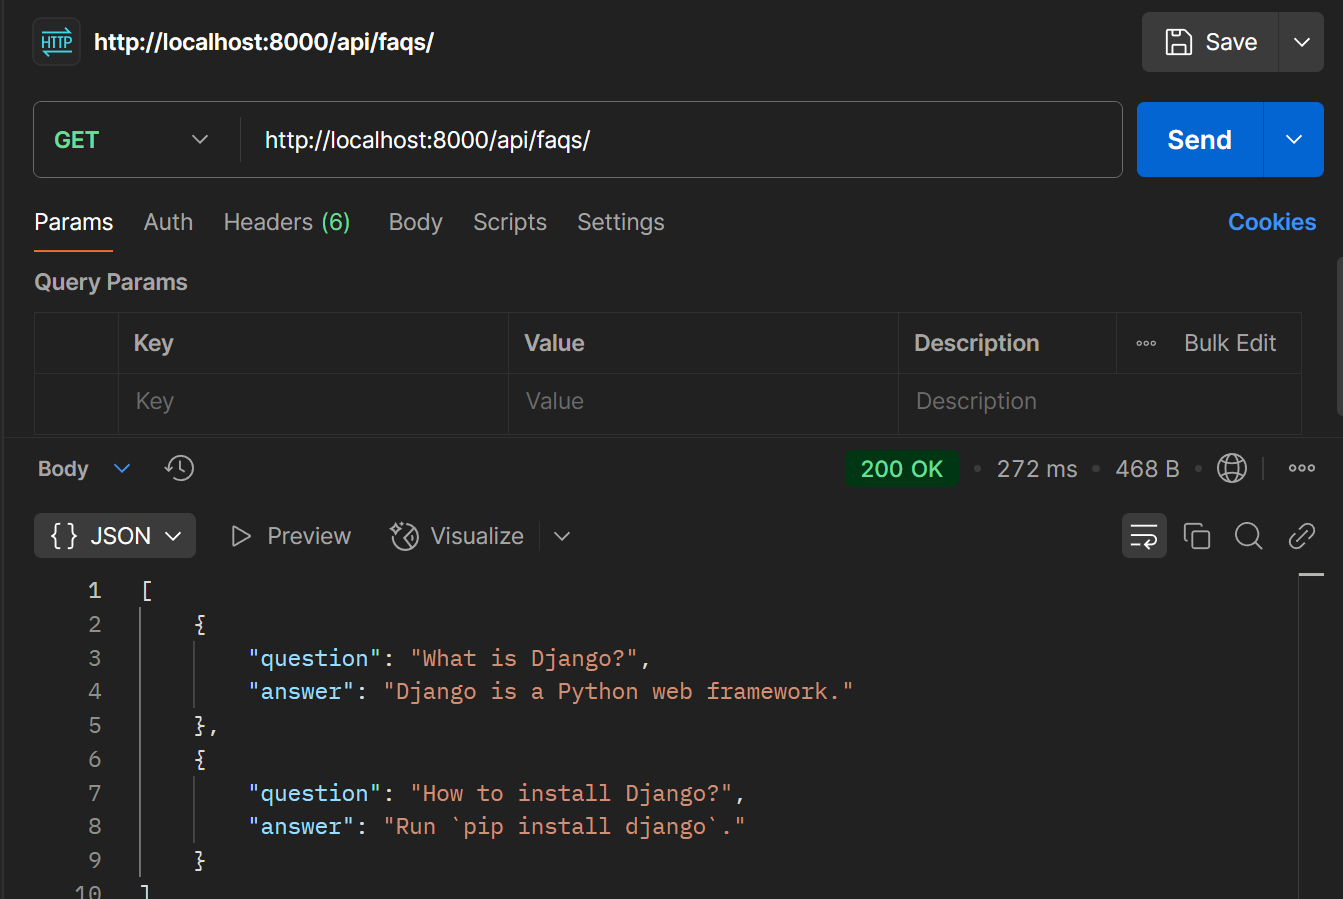 HTTP http://localhost:8000/api/faqs/ Save
GET http://localhost:8000/api/faqs/ Send
Params Auth Headers (6) Body Scripts Settings Cookies
Query Params
Key Value Description Bulk Edit
Key Value Description
Body 200 OK • 272 ms • 468 B •
{} JSON Preview Visualize
1 [
2 {
3 "question": "What is Django?",
4 "answer": "Django is a Python web framework."
5 },
6 {
7 "question": "How to install Django?",
8 "answer": "Run `pip install django`."
9 }
10 ]